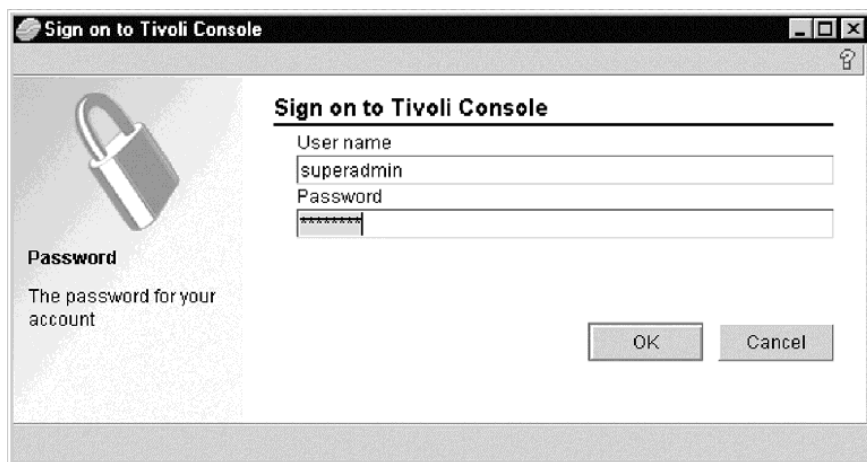 Sign on to Tivoli Console
Sign on to Tivoli Console
User name
superadmin
Password
********
Password
The password for your
account
OK
Cancel